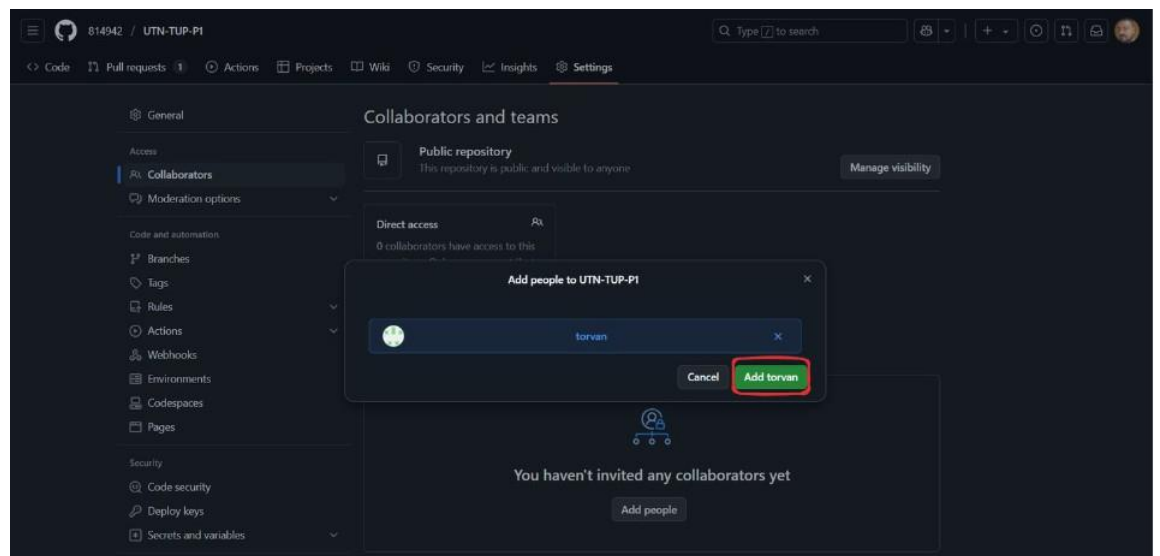 814942 / UTN-TUP-P1
Type / to search
Code Pull requests 1 Actions Projects Wiki Security Insights Settings
General
Access
Collaborators
Moderation options
Code and automation
Branches
Tags
Rules
Actions
Webhooks
Environments
Codespaces
Pages
Security
Code security
Deploy keys
Secrets and variables
Collaborators and teams
Public repository
This repository is public and visible to anyone
Manage visibility
Direct access
0 collaborators have access to this
Add people to UTN-TUP-P1
torvan
Cancel Add torvan
You haven't invited any collaborators yet
Add people